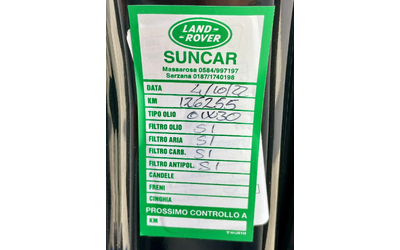 LAND-
-ROVER
SUNCAR
Massarosa 0584/997197
Sarzana 0187/1740198
DATA 4/10/22
KM 126255
TIPO OLIO 0W30
FILTRO OLIO SI
FILTRO ARIA SI
FILTRO CARB. SI
FILTRO ANTIPOL. SI
CANDELE
FRENI
CINGHIA
PROSSIMO CONTROLLO A
KM